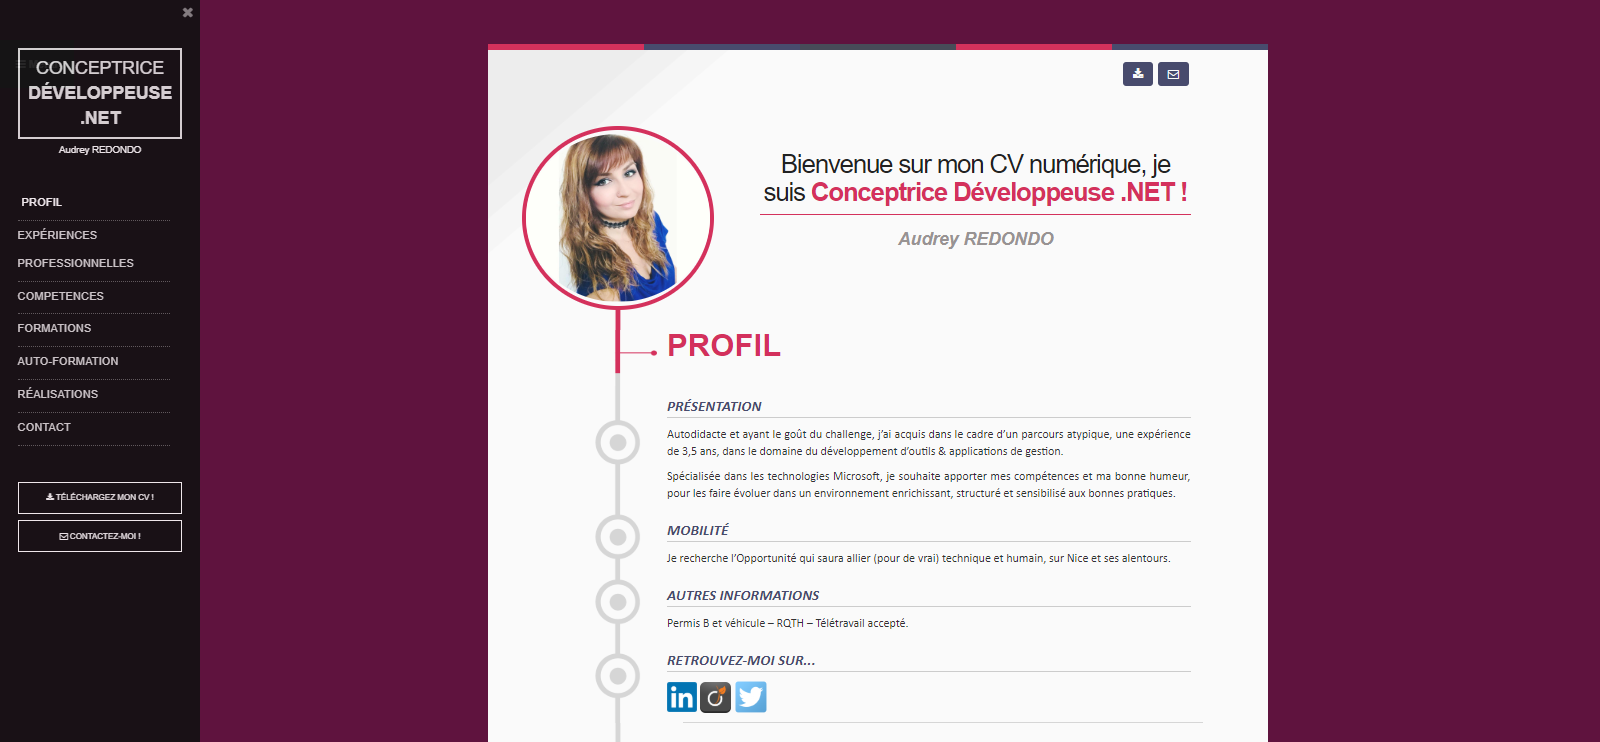 CONCEPTRICE
DÉVELOPPEUSE
.NET
Audrey REDONDO
PROFIL
EXPÉRIENCES
PROFESSIONNELLES
COMPETENCES
FORMATIONS
AUTO-FORMATION
RÉALISATIONS
CONTACT
TÉLÉCHARGEZ MON CV !
CONTACTEZ-MOI !
Bienvenue sur mon CV numérique, je
suis Conceptrice Développeuse .NET !
Audrey REDONDO
PROFIL
PRÉSENTATION
Autodidacte et ayant le goût du challenge, j’ai acquis dans le cadre d’un parcours atypique, une expérience
de 3,5 ans, dans le domaine du développement d’outils & applications de gestion.
Spécialisée dans les technologies Microsoft, je souhaite apporter mes compétences et ma bonne humeur,
pour les faire évoluer dans un environnement enrichissant, structuré et sensibilisé aux bonnes pratiques.
MOBILITÉ
Je recherche l’Opportunité qui saura allier (pour de vrai) technique et humain, sur Nice et ses alentours.
AUTRES INFORMATIONS
Permis B et véhicule – RQTH – Télétravail accepté.
RETROUVEZ-MOI SUR...
in